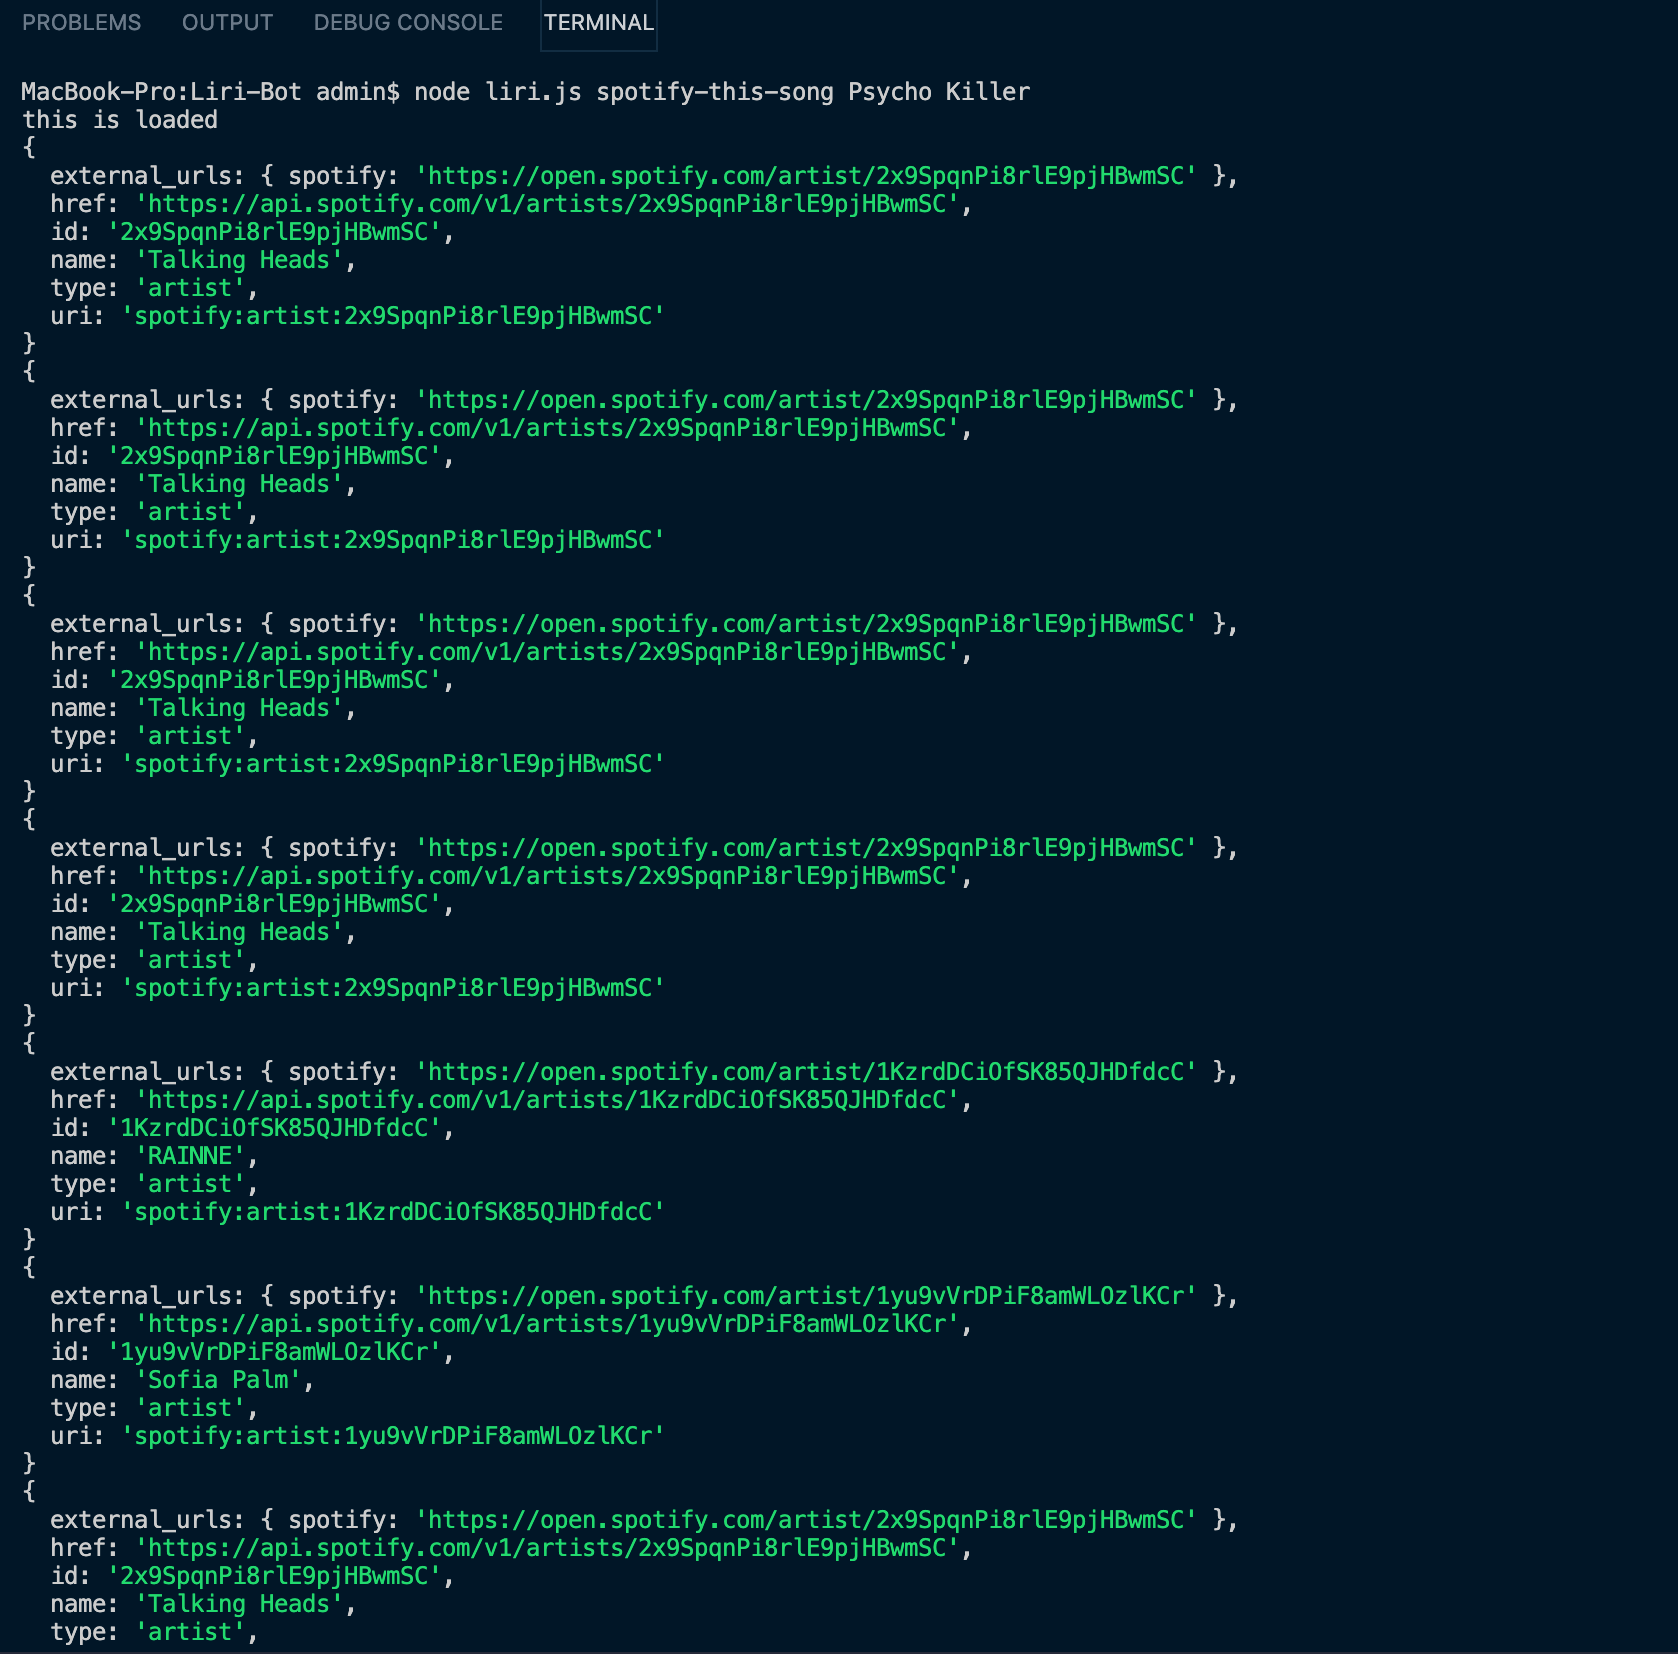 PROBLEMS OUTPUT DEBUG CONSOLE TERMINAL
MacBook-Pro:Liri-Bot admin$ node liri.js spotify-this-song Psycho Killer
this is loaded
{
  external_urls: { spotify: 'https://open.spotify.com/artist/2x9SpqnPi8rlE9pjHBwmSC' },
  href: 'https://api.spotify.com/v1/artists/2x9SpqnPi8rlE9pjHBwmSC',
  id: '2x9SpqnPi8rlE9pjHBwmSC',
  name: 'Talking Heads',
  type: 'artist',
  uri: 'spotify:artist:2x9SpqnPi8rlE9pjHBwmSC'
}
{
  external_urls: { spotify: 'https://open.spotify.com/artist/2x9SpqnPi8rlE9pjHBwmSC' },
  href: 'https://api.spotify.com/v1/artists/2x9SpqnPi8rlE9pjHBwmSC',
  id: '2x9SpqnPi8rlE9pjHBwmSC',
  name: 'Talking Heads',
  type: 'artist',
  uri: 'spotify:artist:2x9SpqnPi8rlE9pjHBwmSC'
}
{
  external_urls: { spotify: 'https://open.spotify.com/artist/2x9SpqnPi8rlE9pjHBwmSC' },
  href: 'https://api.spotify.com/v1/artists/2x9SpqnPi8rlE9pjHBwmSC',
  id: '2x9SpqnPi8rlE9pjHBwmSC',
  name: 'Talking Heads',
  type: 'artist',
  uri: 'spotify:artist:2x9SpqnPi8rlE9pjHBwmSC'
}
{
  external_urls: { spotify: 'https://open.spotify.com/artist/2x9SpqnPi8rlE9pjHBwmSC' },
  href: 'https://api.spotify.com/v1/artists/2x9SpqnPi8rlE9pjHBwmSC',
  id: '2x9SpqnPi8rlE9pjHBwmSC',
  name: 'Talking Heads',
  type: 'artist',
  uri: 'spotify:artist:2x9SpqnPi8rlE9pjHBwmSC'
}
{
  external_urls: { spotify: 'https://open.spotify.com/artist/1KzrdDCiOfSK85QJHDfdcC' },
  href: 'https://api.spotify.com/v1/artists/1KzrdDCiOfSK85QJHDfdcC',
  id: '1KzrdDCiOfSK85QJHDfdcC',
  name: 'RAINNE',
  type: 'artist',
  uri: 'spotify:artist:1KzrdDCiOfSK85QJHDfdcC'
}
{
  external_urls: { spotify: 'https://open.spotify.com/artist/1yu9vVrDPiF8amWLOzlKCr' },
  href: 'https://api.spotify.com/v1/artists/1yu9vVrDPiF8amWLOzlKCr',
  id: '1yu9vVrDPiF8amWLOzlKCr',
  name: 'Sofia Palm',
  type: 'artist',
  uri: 'spotify:artist:1yu9vVrDPiF8amWLOzlKCr'
}
{
  external_urls: { spotify: 'https://open.spotify.com/artist/2x9SpqnPi8rlE9pjHBwmSC' },
  href: 'https://api.spotify.com/v1/artists/2x9SpqnPi8rlE9pjHBwmSC',
  id: '2x9SpqnPi8rlE9pjHBwmSC',
  name: 'Talking Heads',
  type: 'artist',